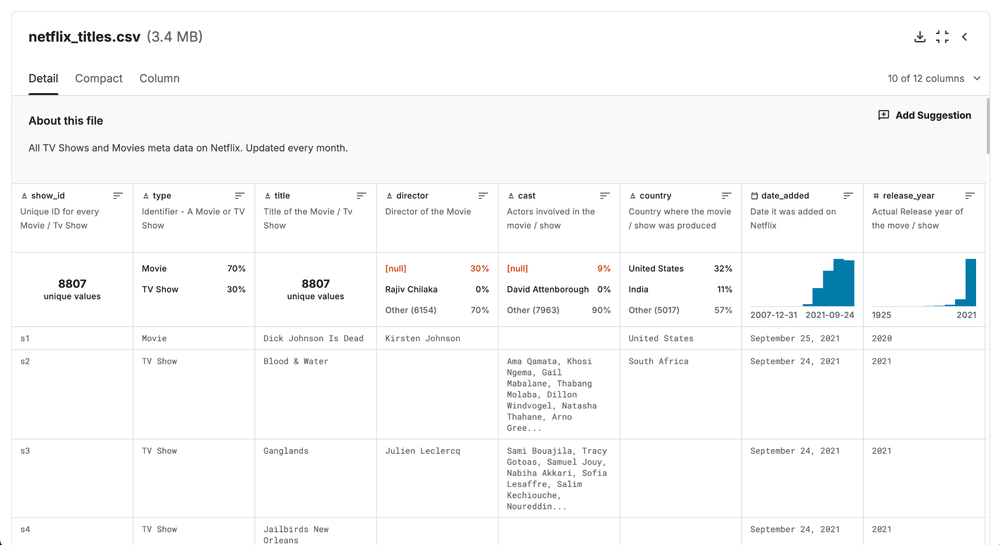 netflix_titles.csv (3.4 MB)
Detail Compact Column 10 of 12 columns
About this file
Add Suggestion
All TV Shows and Movies meta data on Netflix. Updated every month.
A show_id
Unique ID for every
Movie / Tv Show
A type
Identifier - A Movie or TV
Show
A title
Title of the Movie / Tv
Show
A director
Director of the Movie
A cast
Actors involved in the
movie / show
A country
Country where the movie
/ show was produced
date_added
Date it was added on
Netflix
# release_year
Actual Release year of
the move / show
8807
unique values
Movie 70%
TV Show 30%
8807
unique values
[null] 30%
Rajiv Chilaka 0%
Other (6154) 70%
[null] 9%
David Attenborough 0%
Other (7963) 90%
United States 32%
India 11%
Other (5017) 57%
2007-12-31 2021-09-24
1925 2021
s1
Movie
Dick Johnson Is Dead
Kirsten Johnson
United States
September 25, 2021
2020
s2
TV Show
Blood & Water
Ama Qamata, Khosi
Ngema, Gail
Mabalane, Thabang
Molaba, Dillon
Windvogel, Natasha
Thahane, Arno
Gree...
South Africa
September 24, 2021
2021
s3
TV Show
Ganglands
Julien Leclercq
Sami Bouajila, Tracy
Gotoas, Samuel Jouy,
Nabiha Akkari, Sofia
Lesaffre, Salim
Kechiouche,
Noureddin...
September 24, 2021
2021
s4
TV Show
Jailbirds New
Orleans
September 24, 2021
2021